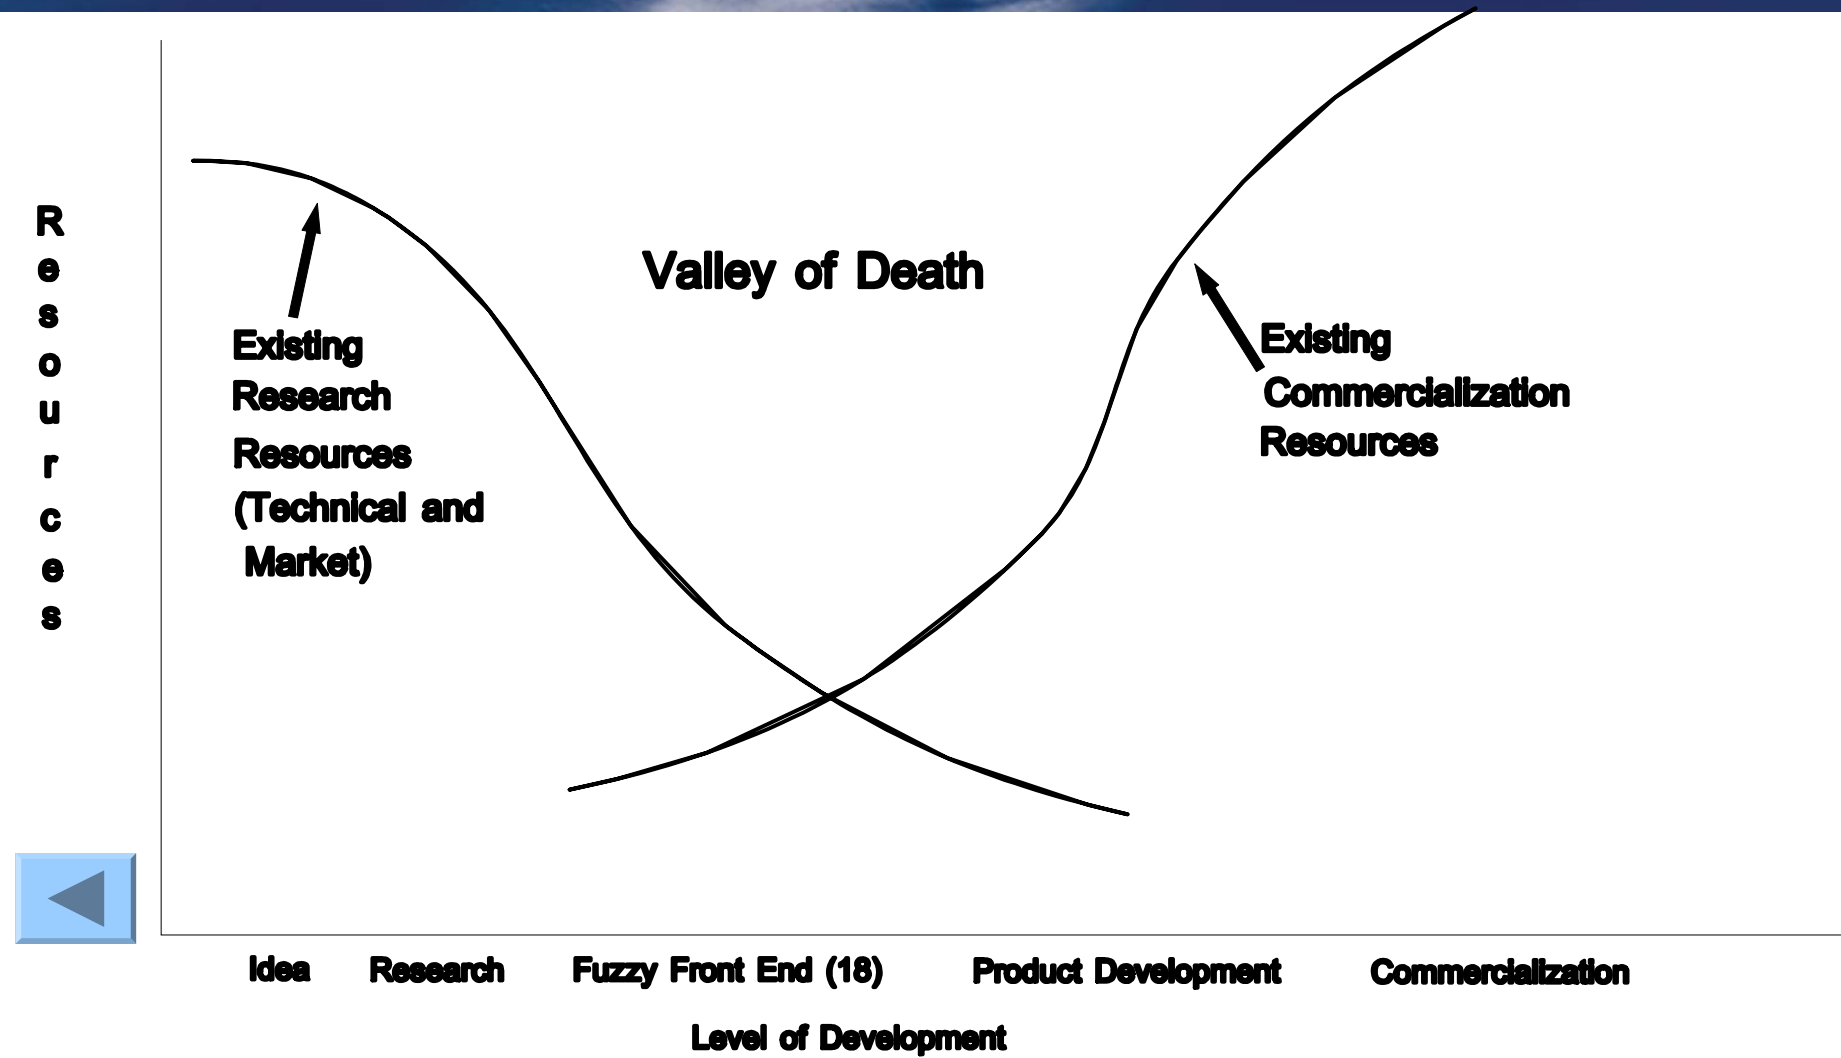 Resources
Valley of Death
Existing
Research
Resources
(Technical and
Market)
Existing
Commercialization
Resources
Idea Research Fuzzy Front End (18) Product Development Commercialization
Level of Development